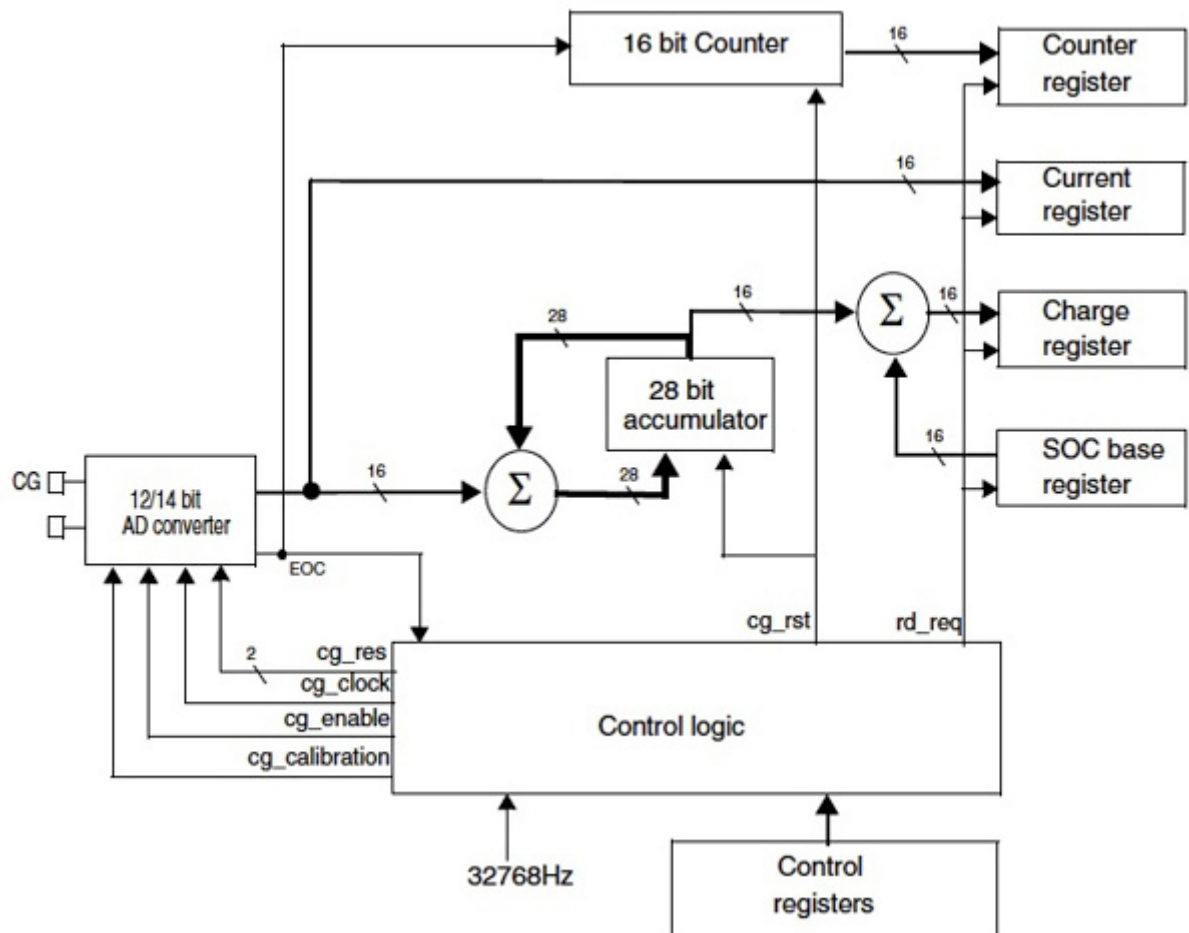 16 bit Counter
16
Counter
register
16
Current
register
28
16
Σ
16
Charge
register
28 bit
accumulator
16
SOC base
register
CG
12/14 bit
AD converter
16
Σ
28
EOC
cg_rst
rd_req
2
cg_res
cg_clock
cg_enable
cg_calibration
Control logic
32768Hz
Control
registers